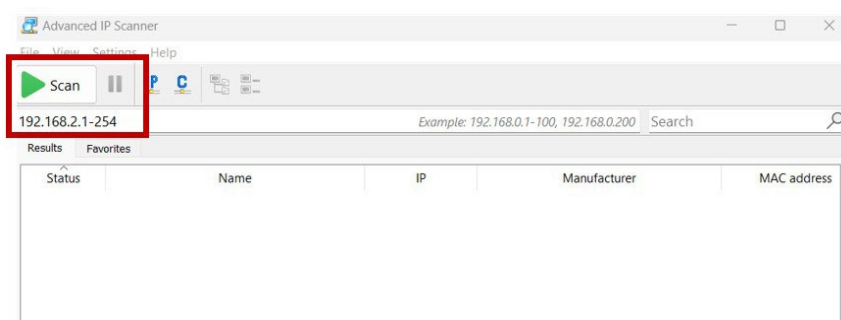 Advanced IP Scanner
File View Settings Help
Scan P C
192.168.2.1-254 Example: 192.168.0.1-100, 192.168.0.200 Search
Results Favorites
Status Name IP Manufacturer MAC address